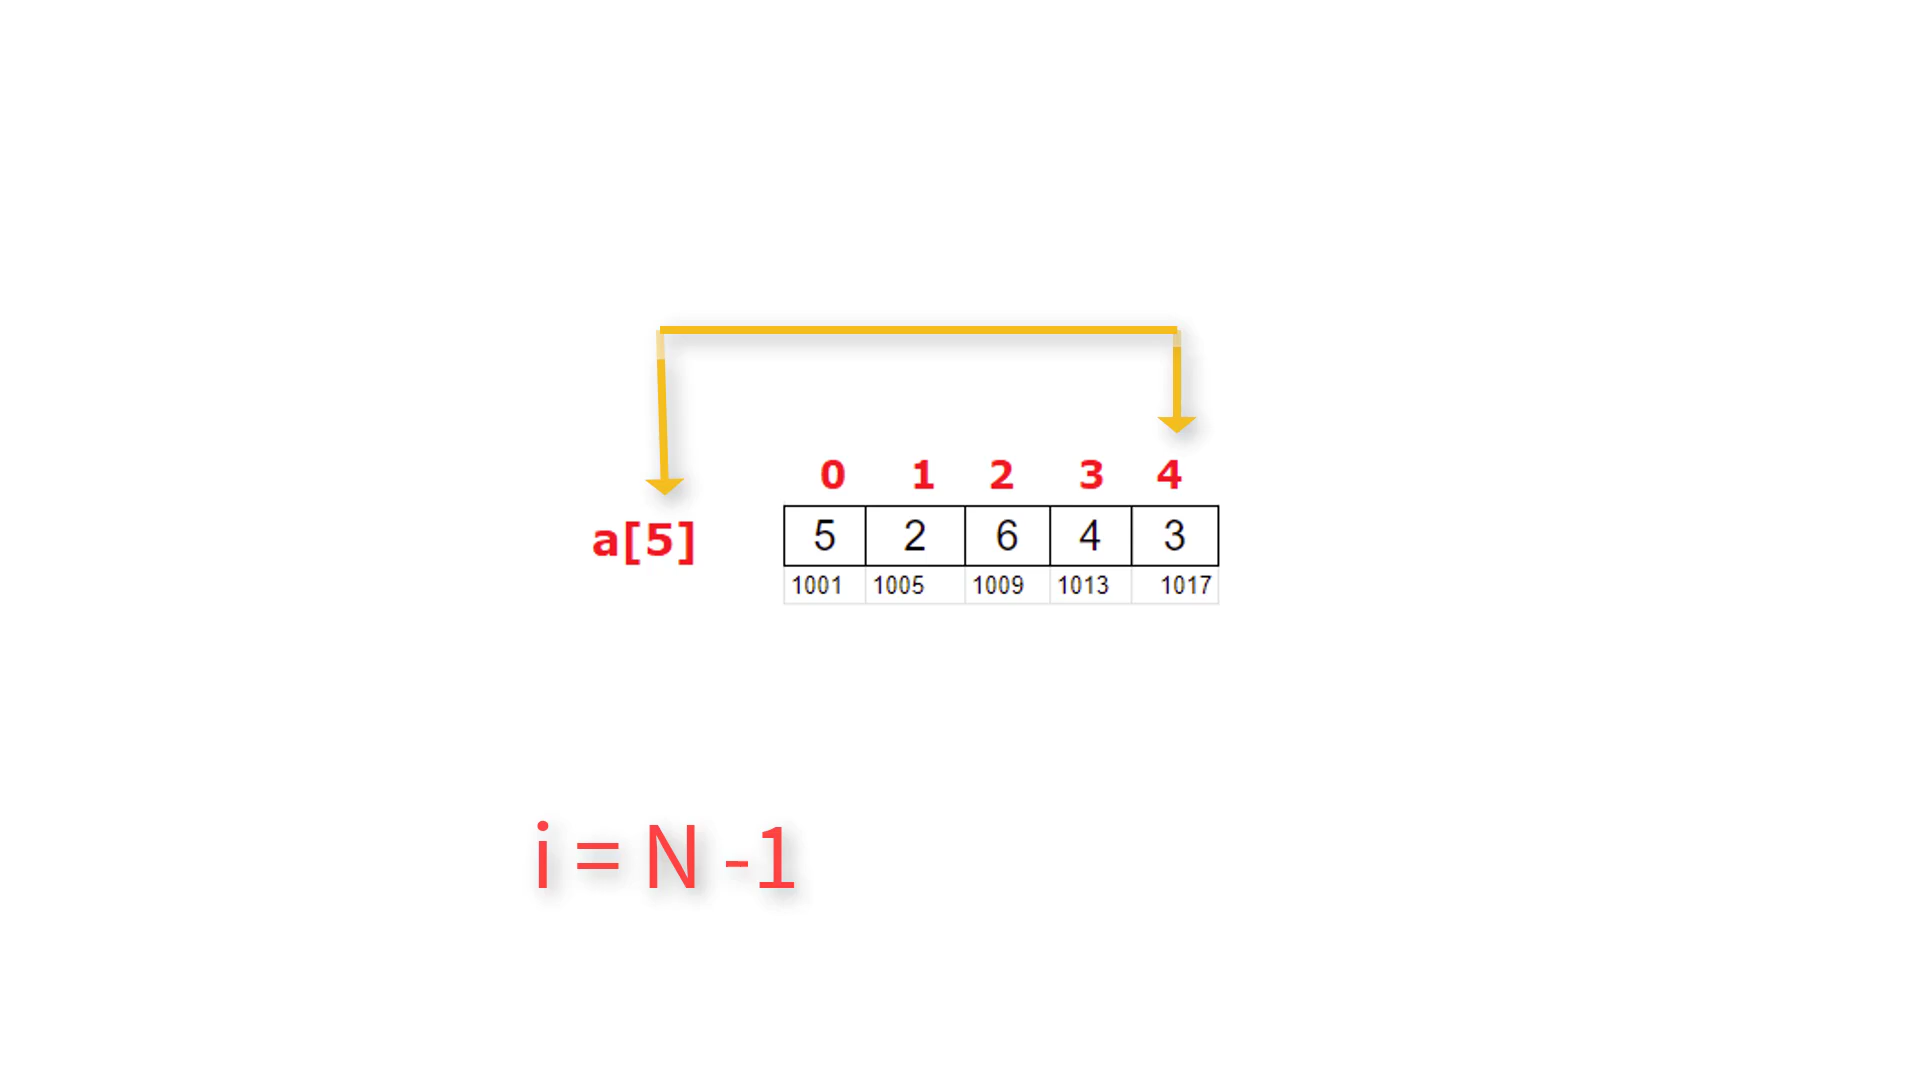 0 1 2 3 4
a[5] 5 2 6 4 3
1001 1005 1009 1013 1017
i = N -1